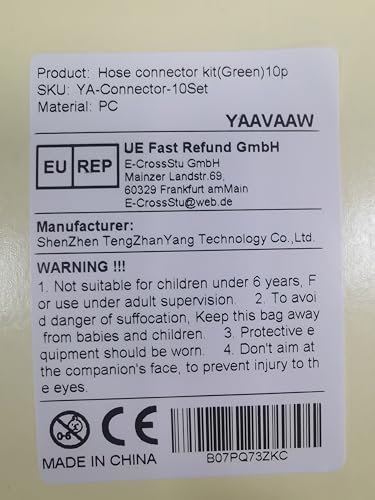 Product: Hose connector kit(Green)10p
SKU: YA-Connector-10Set
Material: PC
YAAVAAW
EU REP
UE Fast Refund GmbH
E-CrossStu GmbH
Mainzer Landstr.69,
60329 Frankfurt amMain
E-CrossStu@web.de
Manufacturer:
ShenZhen TengZhanYang Technology Co.,Ltd.
WARNING !!!
1. Not suitable for children under 6 years, F
or use under adult supervision. 2. To avoi
d danger of suffocation, Keep this bag away
from babies and children. 3. Protective e
quipment should be worn. 4. Don't aim at
the companion's face, to prevent injury to th
e eyes.
0-6
CE
MADE IN CHINA
B07PQ73ZKC